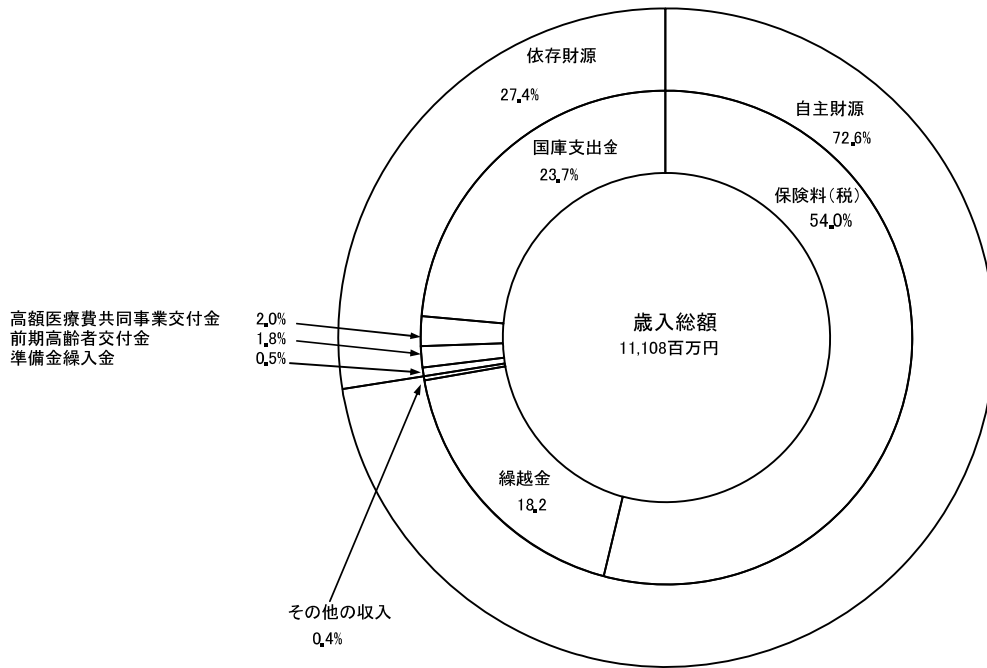 依存財源
27.4%
自主財源
72.6%
国庫支出金
23.7%
保険料(税)
54.0%
高額医療費共同事業交付金 2.0%
前期高齢者交付金 1.8%
準備金繰入金 0.5%
歳入総額
11,108百万円
繰越金
18.2
その他の収入
0.4%